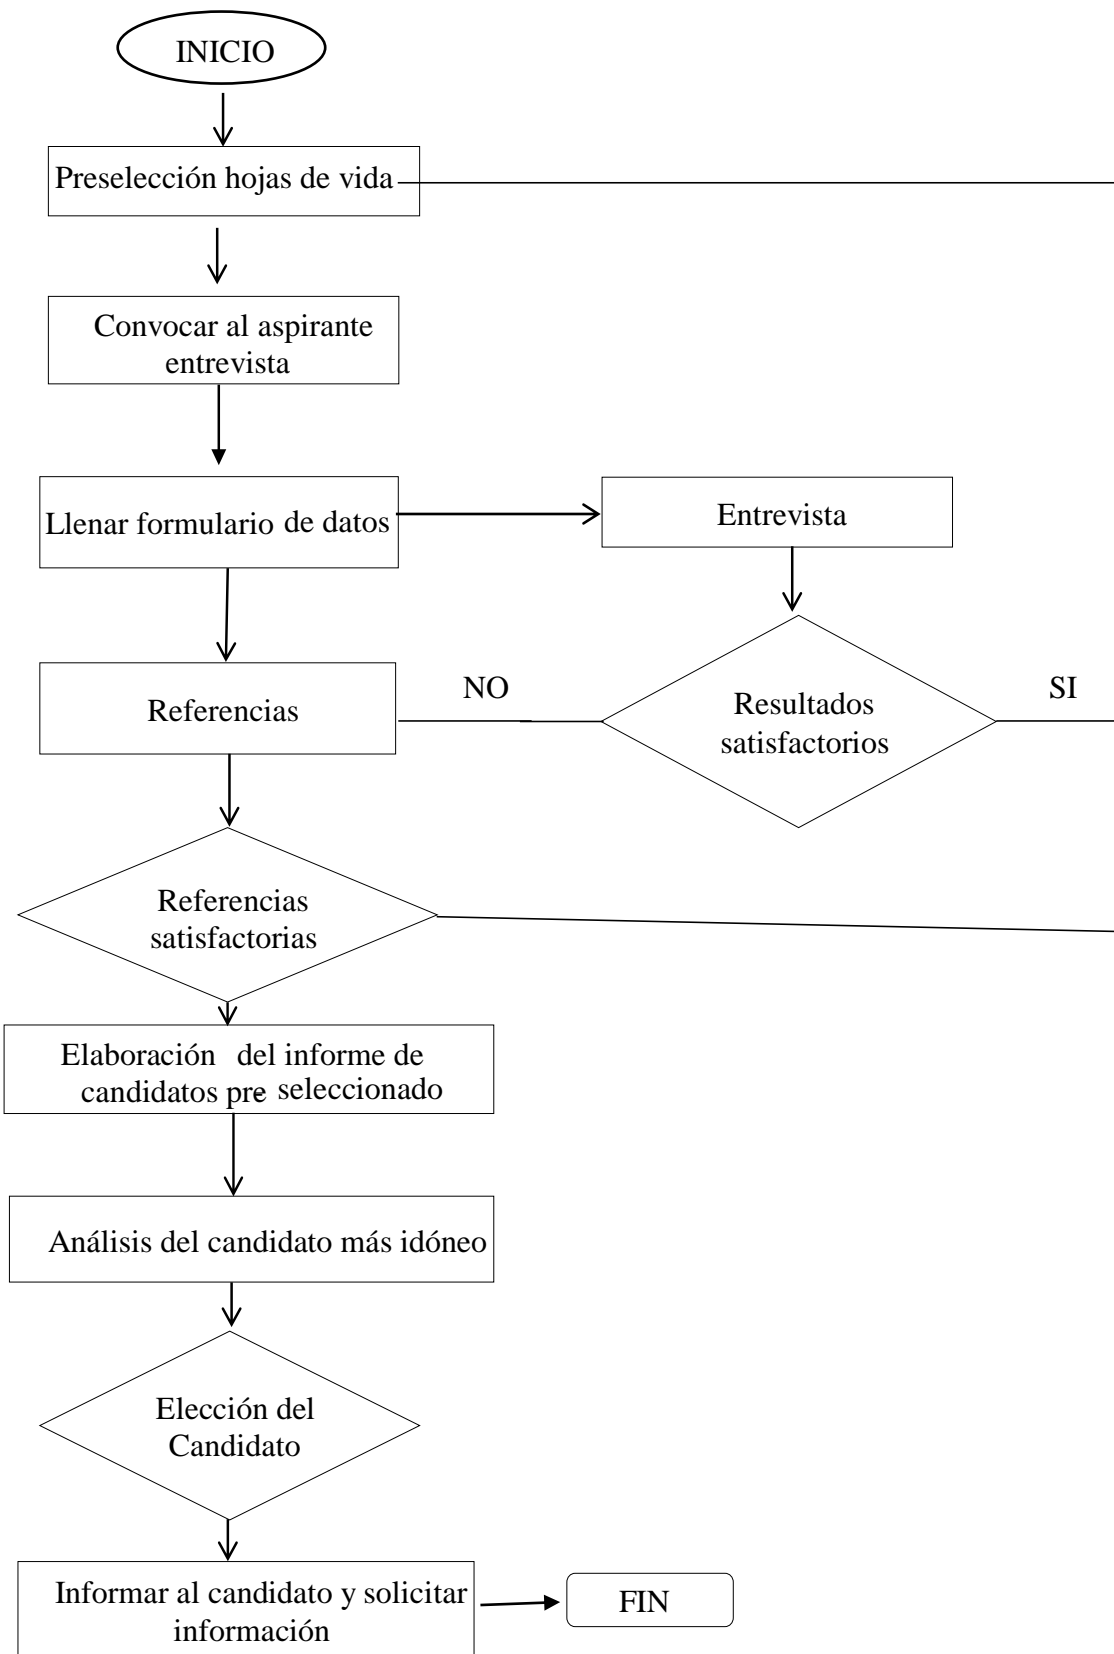 INICIO
Preselección hojas de vida
Convocar al aspirante
entrevista
Llenar formulario de datos
Entrevista
Referencias
NO
Resultados
satisfactorios
SI
Referencias
satisfactorias
Elaboración del informe de
candidatos pre- seleccionado
Análisis del candidato más idóneo
Elección del
Candidato
Informar al candidato y solicitar
información
FIN